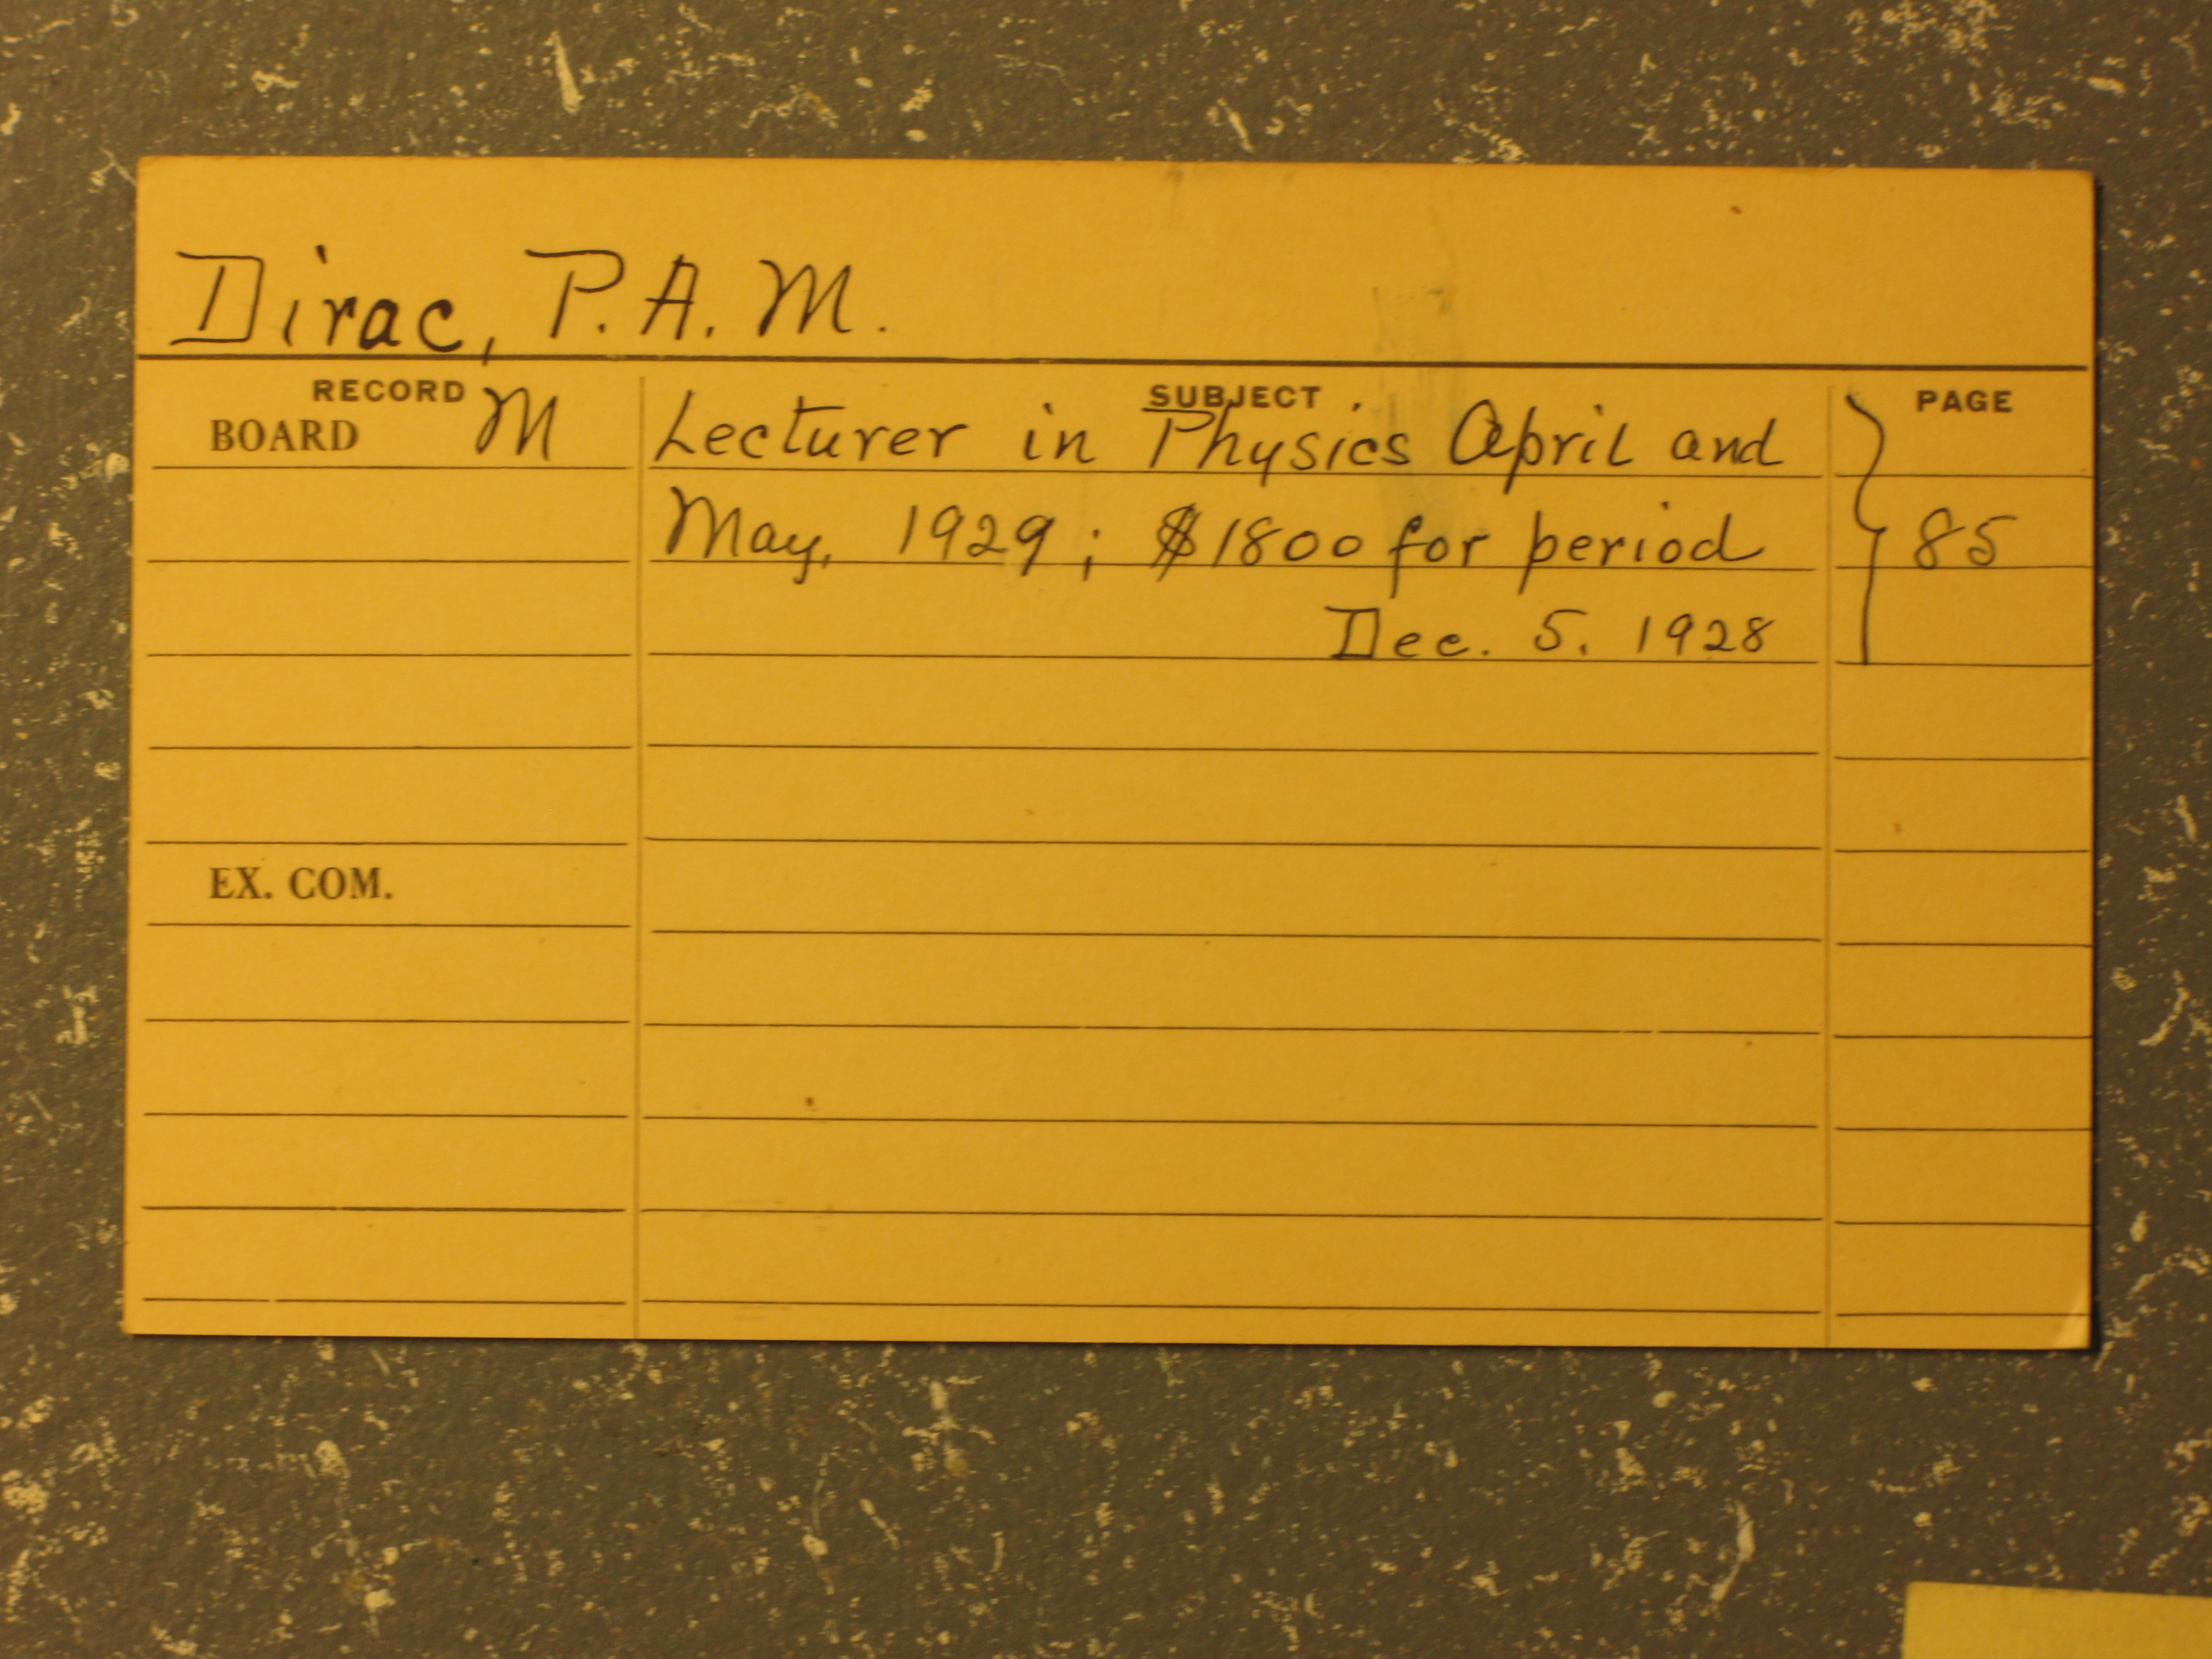 Dirac, P.A.M.
RECORD SUBJECT PAGE
BOARD M Lecturer in Physics April and
May, 1929; $1800 for period 85
Dec. 5. 1928
EX. COM.